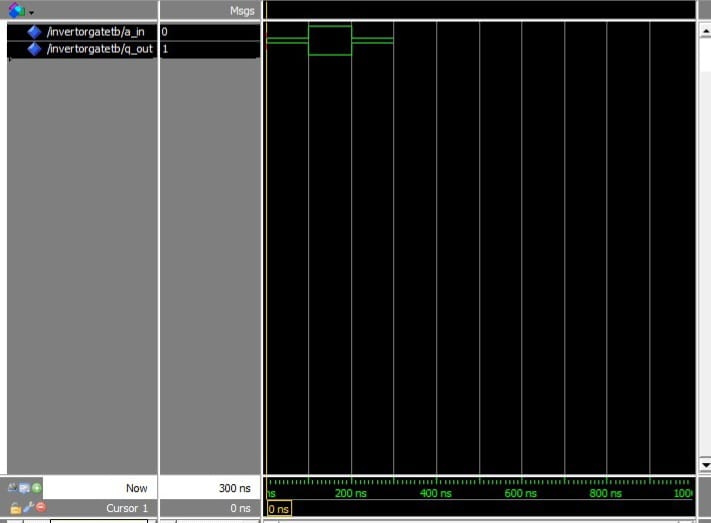 Msgs
/invertorgatetb/a_in 0
/invertorgatetb/q_out 1
Now 300 ns
ns 200 ns 400 ns 600 ns 800 ns 1000
Cursor 1 0 ns
0 ns